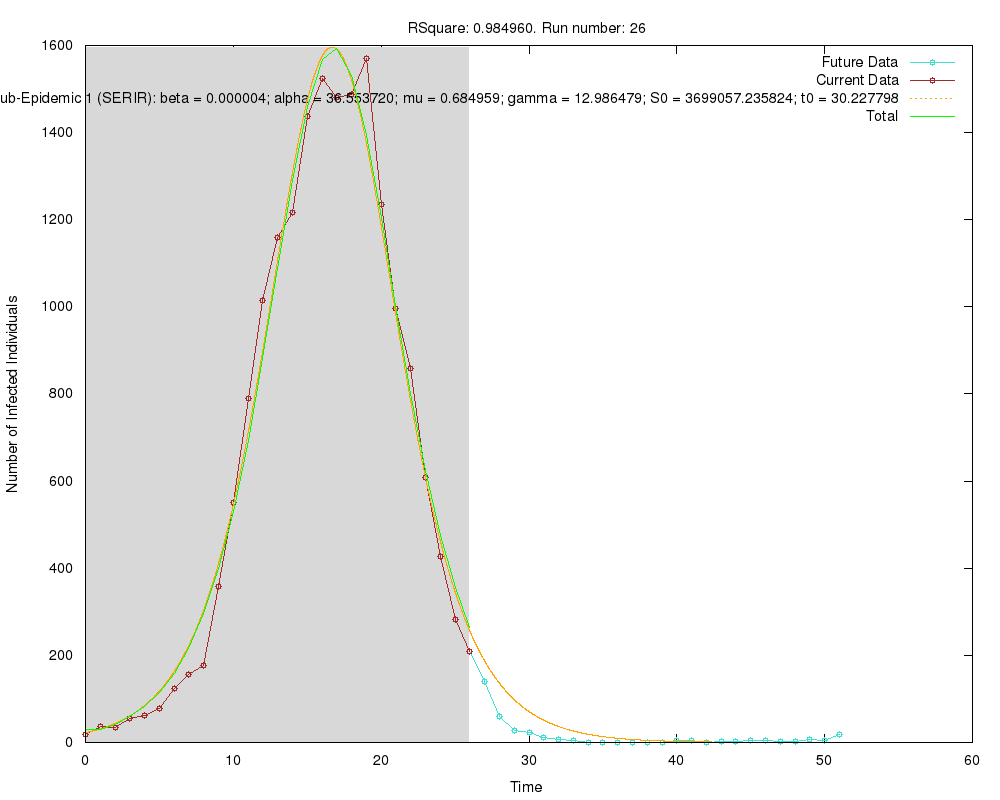 RSquare: 0.984960. Run number: 26
Future Data
Current Data
ub-Epidemic 1 (SERIR): beta = 0.000004; alpha = 36.553720; mu = 0.684959; gamma = 12.986479; S0 = 3699057.235824; t0 = 30.227798
Total
1600
1400
1200
1000
800
600
400
200
0
Number of Infected Individuals
0 10 20 30 40 50 60
Time